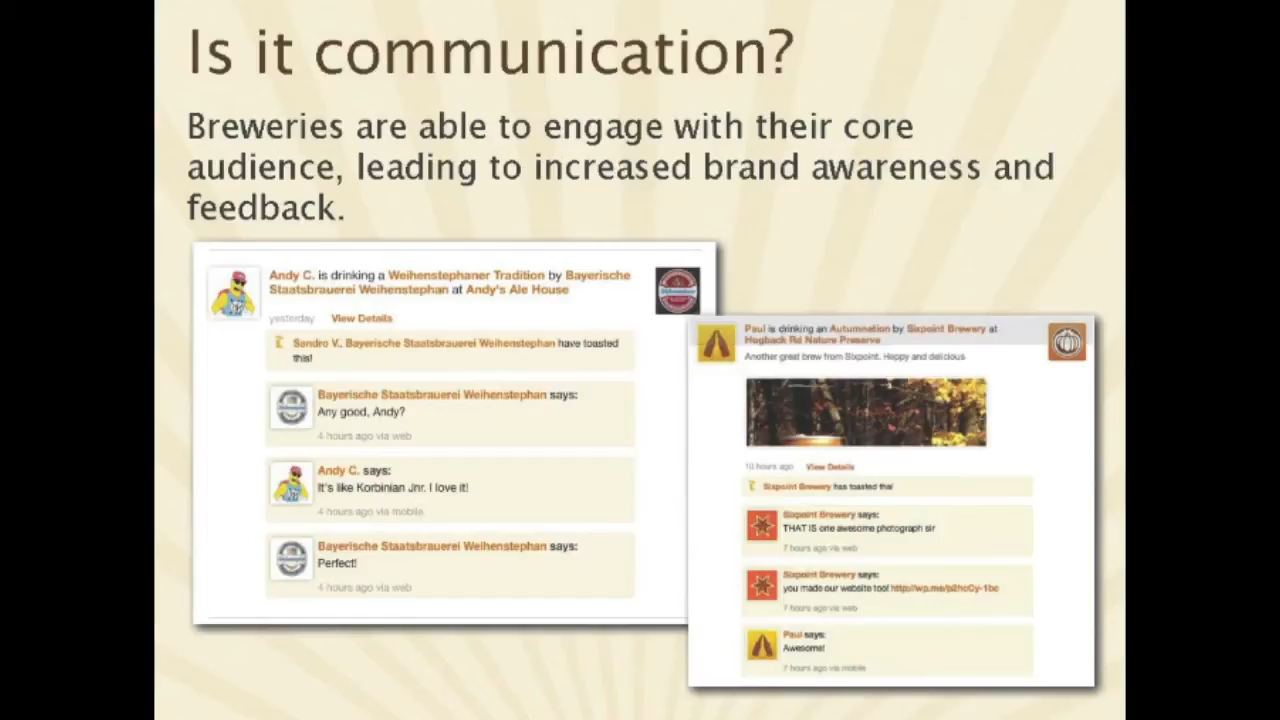 Is it communication?
Breweries are able to engage with their core
audience, leading to increased brand awareness and
feedback.
Andy C. is drinking a Weihenstephaner Tradition by Bayerische
Staatsbrauerei Weihenstephan at Andy's Ale House
yesterday View Details
Sandro V., Bayerische Staatsbrauerei Weihenstephan have toasted
this!
Bayerische Staatsbrauerei Weihenstephan says:
Any good, Andy?
4 hours ago via web
Andy C. says:
It's like Korbinian Jnr. I love it!
4 hours ago via mobile
Bayerische Staatsbrauerei Weihenstephan says:
Perfect!
4 hours ago via web
Paul is drinking an Autumnation by Sixpoint Brewery at
Hogback Rd Nature Preserve
Another great brew from Sixpoint. Hoppy and delicious
10 hours ago View Details
Sixpoint Brewery has toasted this!
Sixpoint Brewery says:
THAT IS one awesome photograph sir
7 hours ago via web
Sixpoint Brewery says:
you made our website too!
7 hours ago via web
Paul says:
Awesome!
7 hours ago via mobile